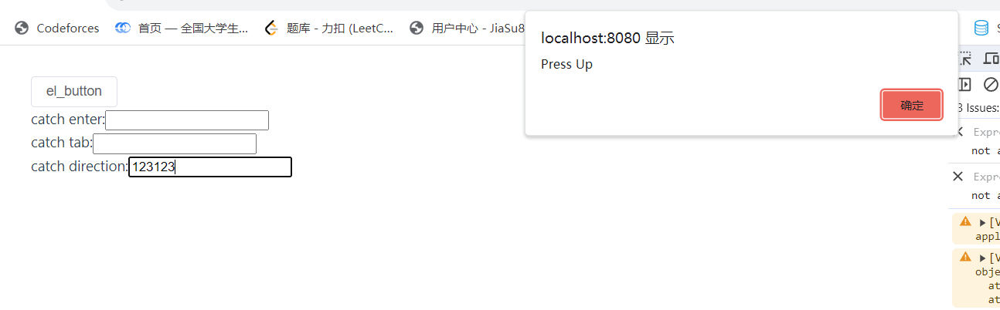 Codeforces
首页 — 全国大学生...
题库 - 力扣 (LeetC...
用户中心 - JiaSu8
S
localhost:8080 显示
Press Up
确定
el_button
catch enter:
catch tab:
catch direction:123123
3 Issues:
Expre
not a
Expre
not a
[V
appl
[V
obje
at
at